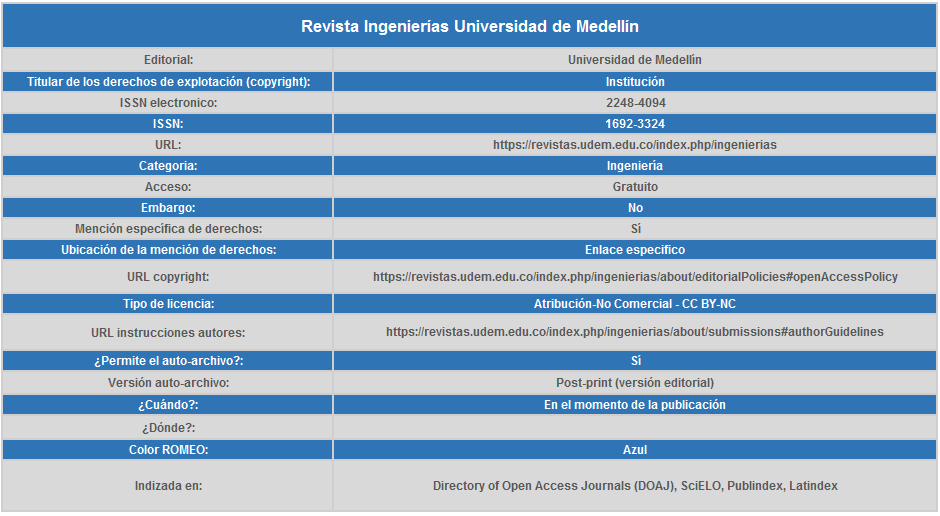 Revista Ingenierías Universidad de Medellín
Editorial: Universidad de Medellín
Titular de los derechos de explotación (copyright): Institución
ISSN electronico: 2248-4094
ISSN: 1692-3324
URL: https://revistas.udem.edu.co/index.php/ingenierias
Categoria: Ingeniería
Acceso: Gratuito
Embargo: No
Mención específica de derechos: Sí
Ubicación de la mención de derechos: Enlace especifico
URL copyright: https://revistas.udem.edu.co/index.php/ingenierias/about/editorialPolicies#openAccessPolicy
Tipo de licencia: Atribución-No Comercial - CC BY-NC
URL instrucciones autores: https://revistas.udem.edu.co/index.php/ingenierias/about/submissions#authorGuidelines
¿Permite el auto-archivo?: Sí
Versión auto-archivo: Post-print (versión editorial)
¿Cuándo?: En el momento de la publicación
¿Dónde?:
Color ROMEO: Azul
Indizada en: Directory of Open Access Journals (DOAJ), SciELO, Publindex, Latindex